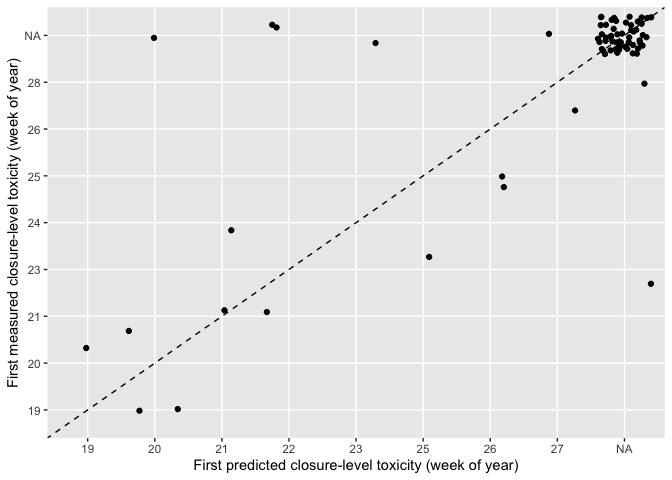 First measured closure-level toxicity (week of year)
NA
28
26
25
24
23
21
20
19
19 20 21 22 23 25 26 27 NA
First predicted closure-level toxicity (week of year)